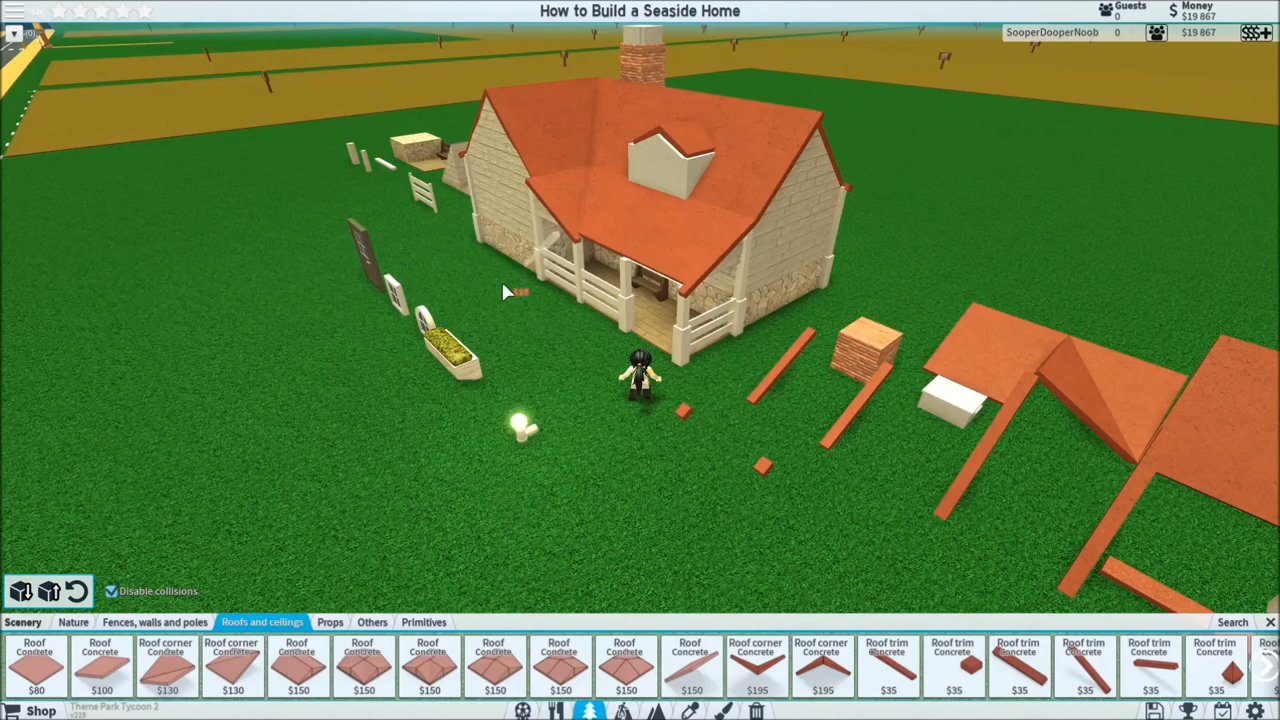 How to Build a Seaside Home
Guests
0
Money
$19 867
SooperDooperNoob 0 $19 867
Disable collisions
Scenery Nature Fences, walls and poles Roofs and ceilings Props Others Primitives Search
Roof Concrete $80
Roof Concrete $100
Roof corner Concrete $130
Roof corner Concrete $130
Roof Concrete $150
Roof Concrete $150
Roof Concrete $150
Roof Concrete $150
Roof Concrete $150
Roof Concrete $150
Roof Concrete $150
Roof corner Concrete $195
Roof corner Concrete $195
Roof trim Concrete $35
Roof trim Concrete $35
Roof trim Concrete $35
Roof trim Concrete $35
Roof trim Concrete $35
Roof trim Concrete $35
Shop
Theme Park Tycoon 2
v219